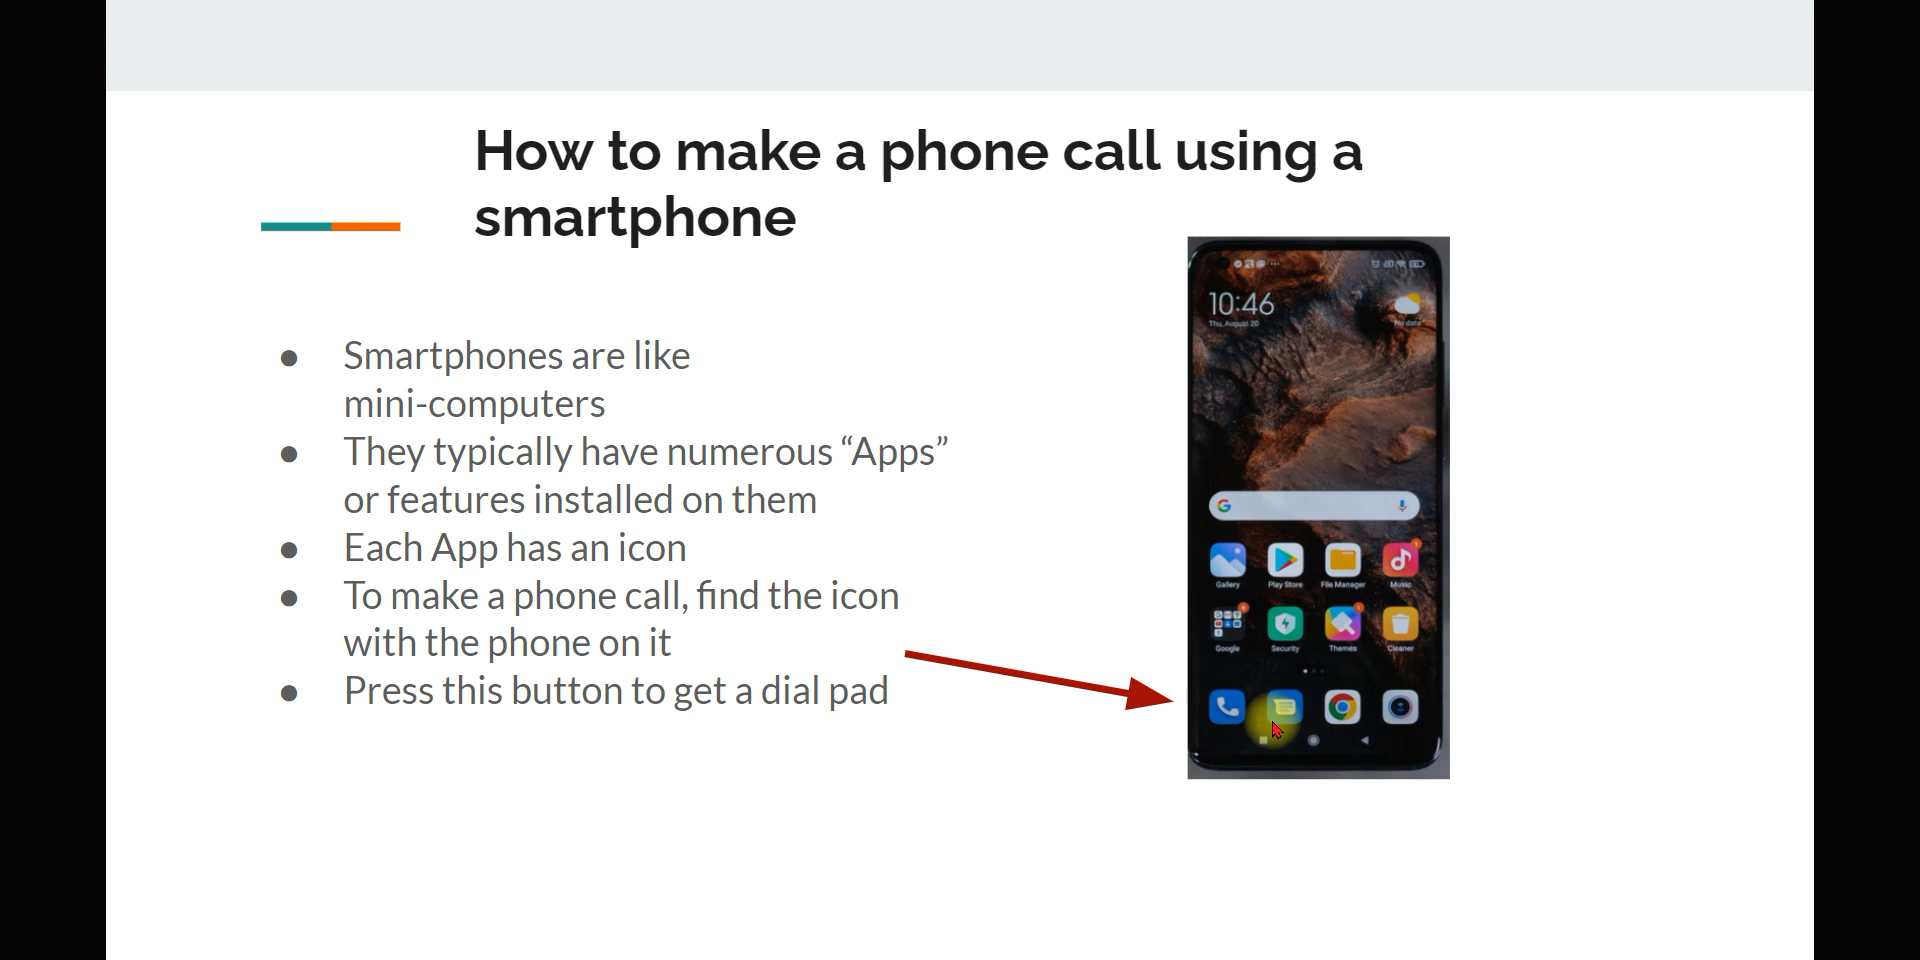 How to make a phone call using a
smartphone
● Smartphones are like
mini-computers
● They typically have numerous “Apps”
or features installed on them
● Each App has an icon
● To make a phone call, find the icon
with the phone on it
● Press this button to get a dial pad
10:46
Thu, August 20
No data
Gallery Play Store File Manager Music
Google Security Themes Cleaner